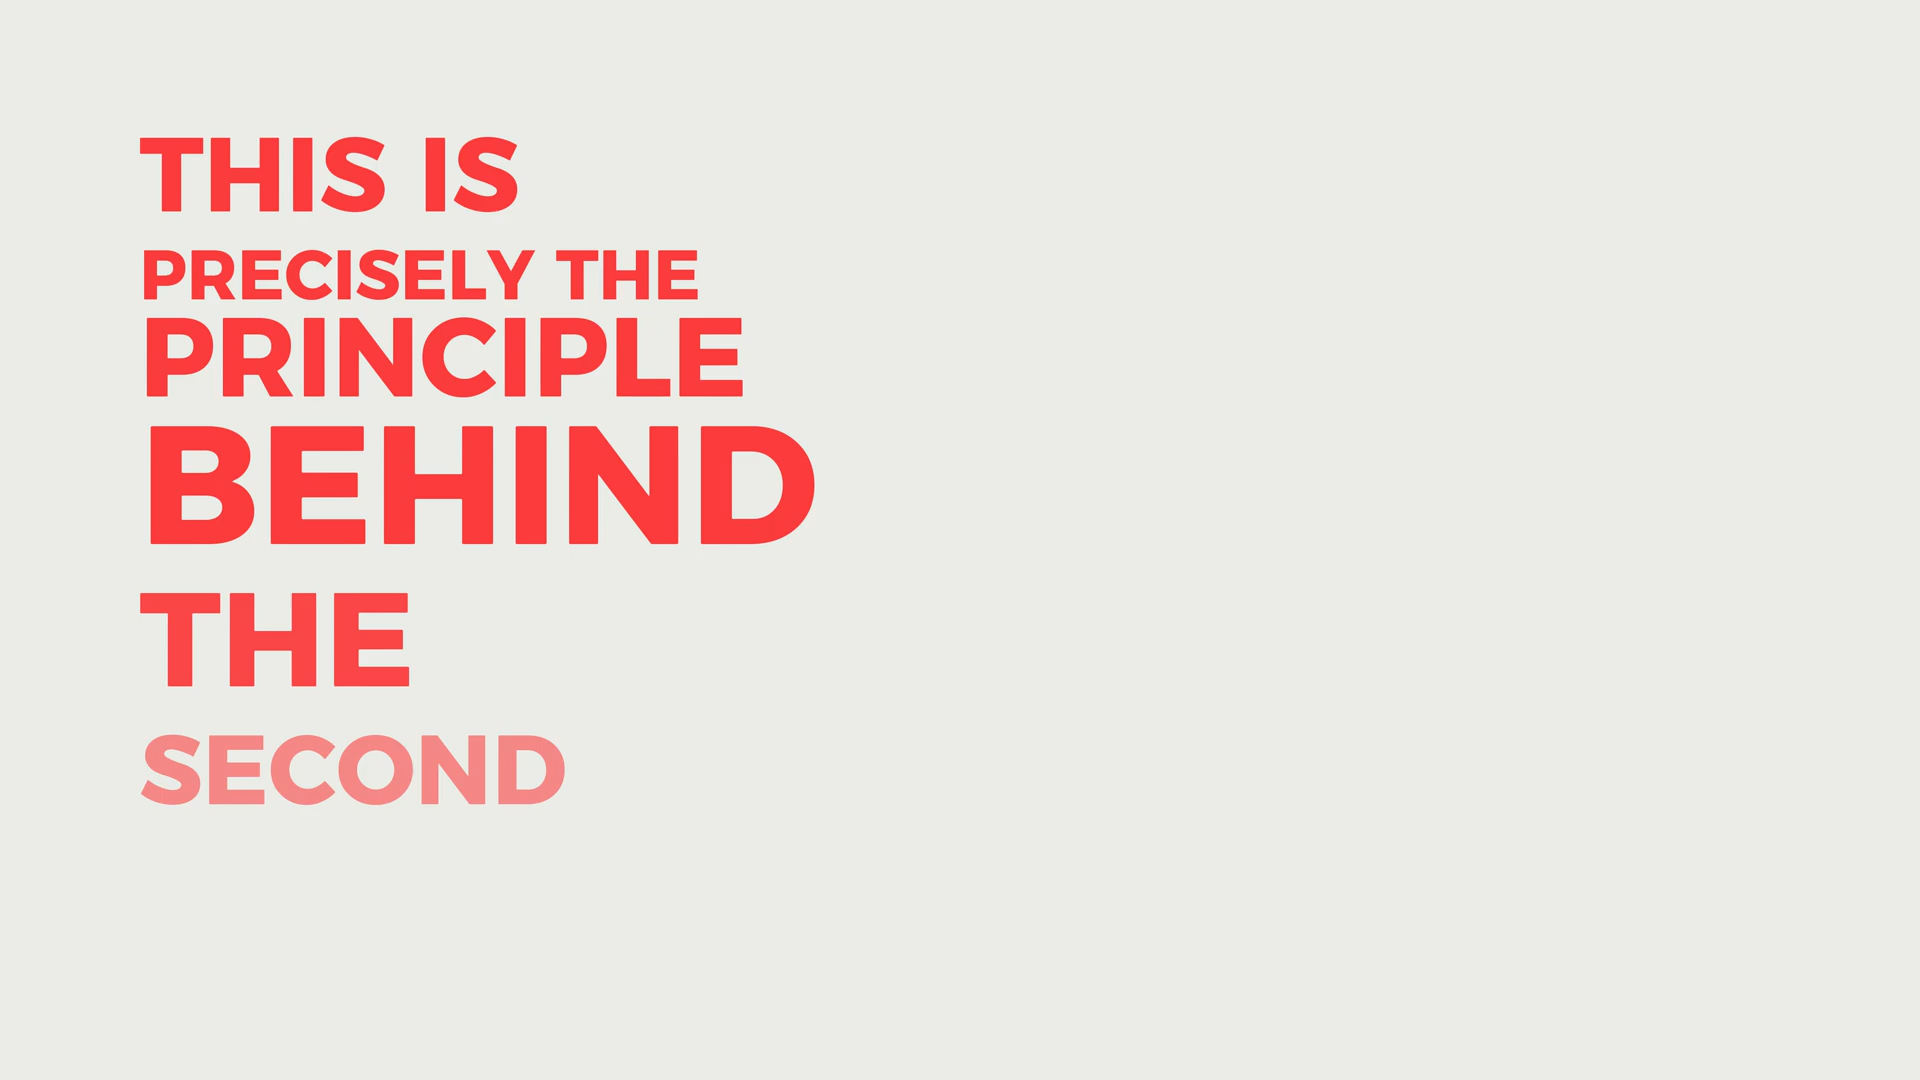 THIS IS
PRECISELY THE
PRINCIPLE
BEHIND
THE
SECOND